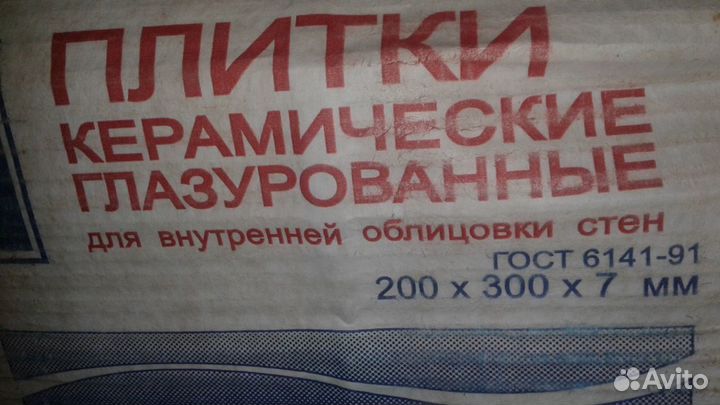 ПЛИТКИ
КЕРАМИЧЕСКИЕ
ГЛАЗУРОВАННЫЕ
для внутренней облицовки стен
ГОСТ 6141-91
200 x 300 x 7 мм
Avito